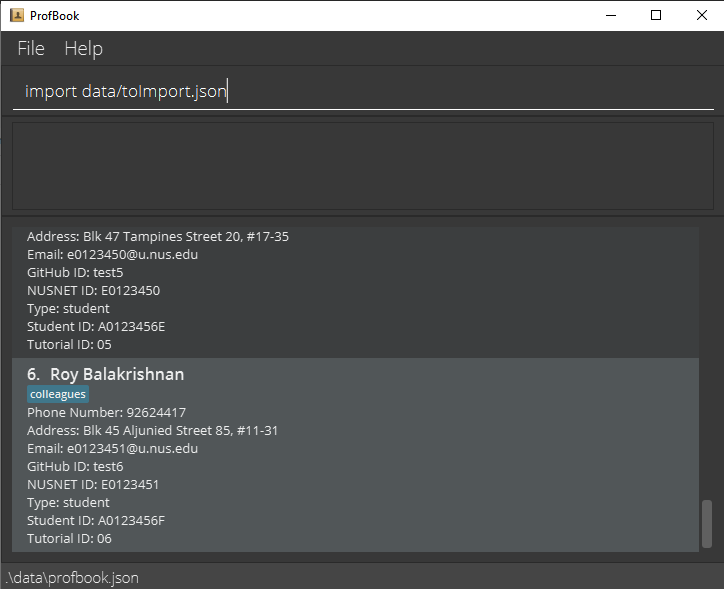 ProfBook
File Help
import data/toImport.json
Address: Blk 47 Tampines Street 20, #17-35
Email: e0123450@u.nus.edu
GitHub ID: test5
NUSNET ID: E0123450
Type: student
Student ID: A0123456E
Tutorial ID: 05
6. Roy Balakrishnan
colleagues
Phone Number: 92624417
Address: Blk 45 Aljunied Street 85, #11-31
Email: e0123451@u.nus.edu
GitHub ID: test6
NUSNET ID: E0123451
Type: student
Student ID: A0123456F
Tutorial ID: 06
.\data\profbook.json